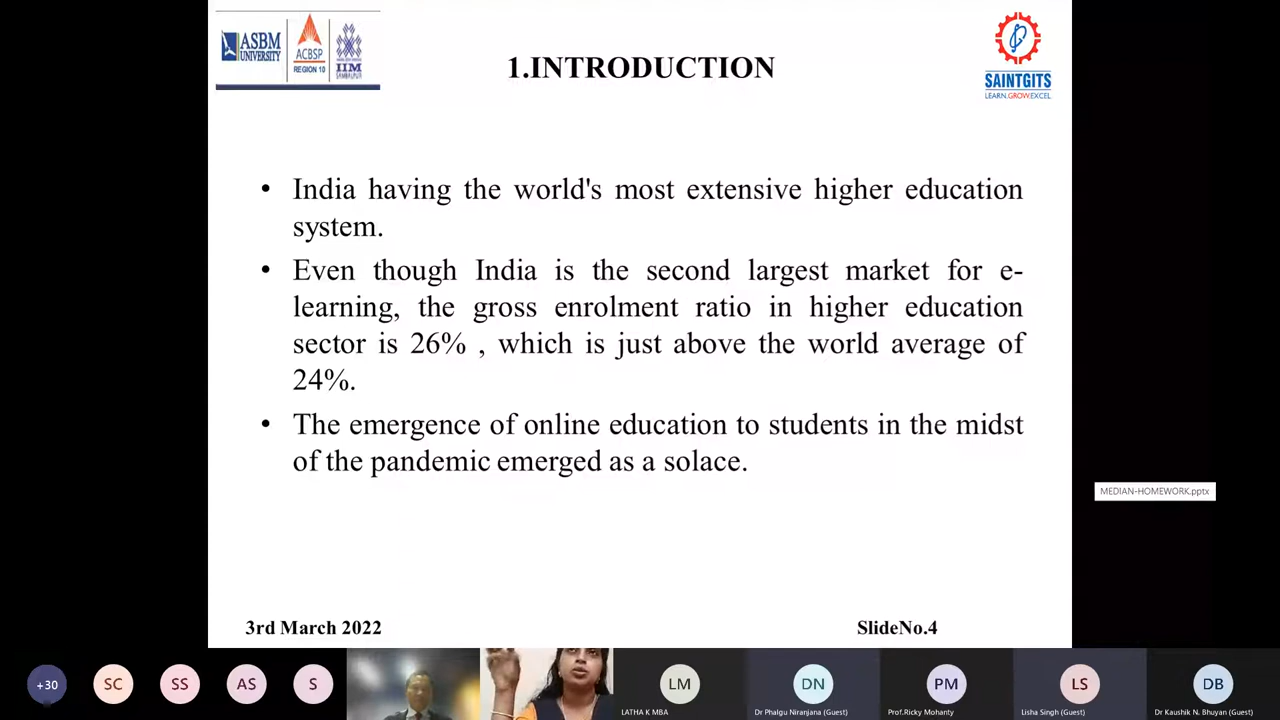 ASBM
UNIVERSITY
ACBSP
REGION 10
IIM
SAMBALPUR
1.INTRODUCTION
SAINTGITS
LEARN.GROW.EXCEL
• India having the world's most extensive higher education
system.
• Even though India is the second largest market for e-
learning, the gross enrolment ratio in higher education
sector is 26% , which is just above the world average of
24%.
• The emergence of online education to students in the midst
of the pandemic emerged as a solace.
MEDIAN-HOMEWORK.pptx
3rd March 2022
SlideNo.4
+30
SC
SS
AS
S
LM
DN
PM
LS
DB
LATHA K MBA
Dr Phalgu Niranjana (Guest)
Prof.Ricky Mohanty
Lisha Singh (Guest)
Dr Kaushik N. Bhuyan (Guest)